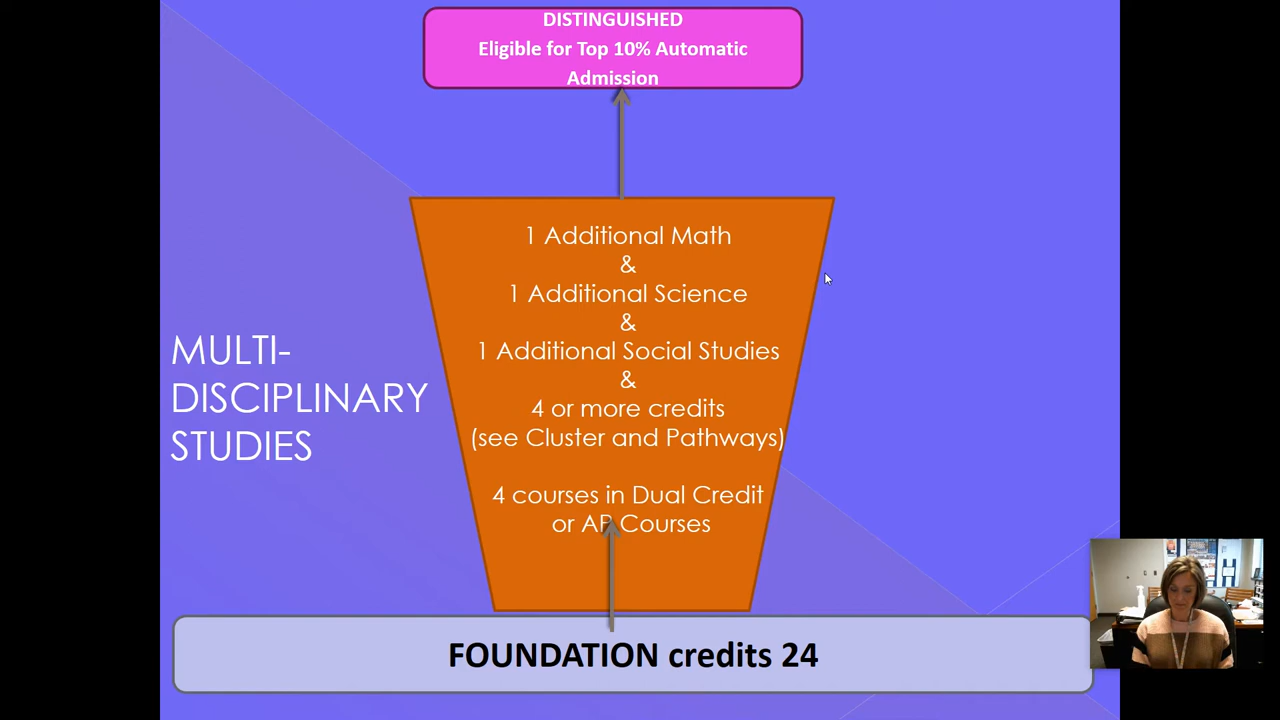 DISTINGUISHED
Eligible for Top 10% Automatic
Admission
1 Additional Math
&
1 Additional Science
&
1 Additional Social Studies
&
4 or more credits
(see Cluster and Pathways)
4 courses in Dual Credit
or AP Courses
MULTI-
DISCIPLINARY
STUDIES
FOUNDATION credits 24